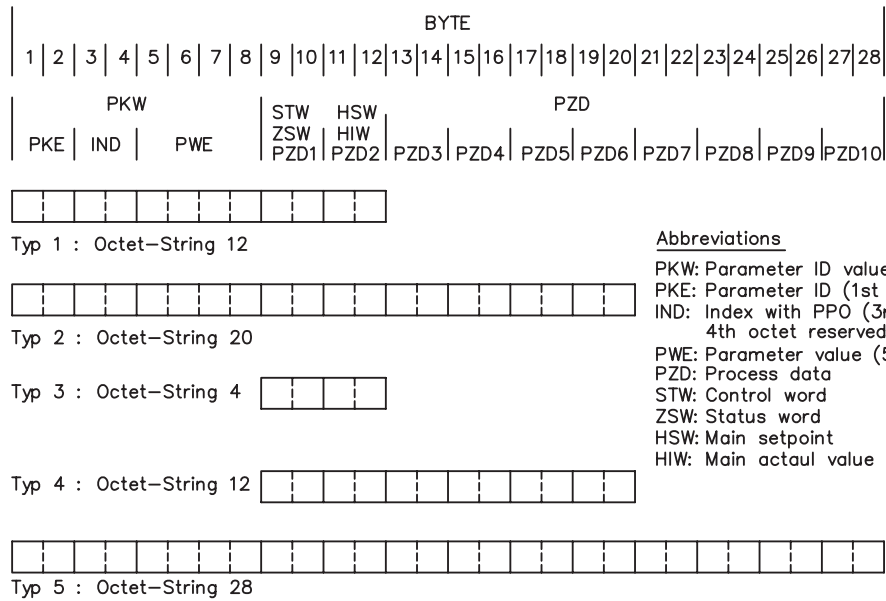 BYTE
1 2 3 4 5 6 7 8 9 10 11 12 13 14 15 16 17 18 19 20 21 22 23 24 25 26 27 28
PKW STW HSW PZD
ZSW HIW
PKE IND PWE PZD1 PZD2 PZD3 PZD4 PZD5 PZD6 PZD7 PZD8 PZD9 PZD10
Typ 1 : Octet-String 12
Typ 2 : Octet-String 20
Typ 3 : Octet-String 4
Typ 4 : Octet-String 12
Typ 5 : Octet-String 28
Abbreviations
PKW: Parameter ID value
PKE: Parameter ID (1st
IND: Index with PPO (3r
4th octet reserved
PWE: Parameter value (5
PZD: Process data
STW: Control word
ZSW: Status word
HSW: Main setpoint
HIW: Main actaul value